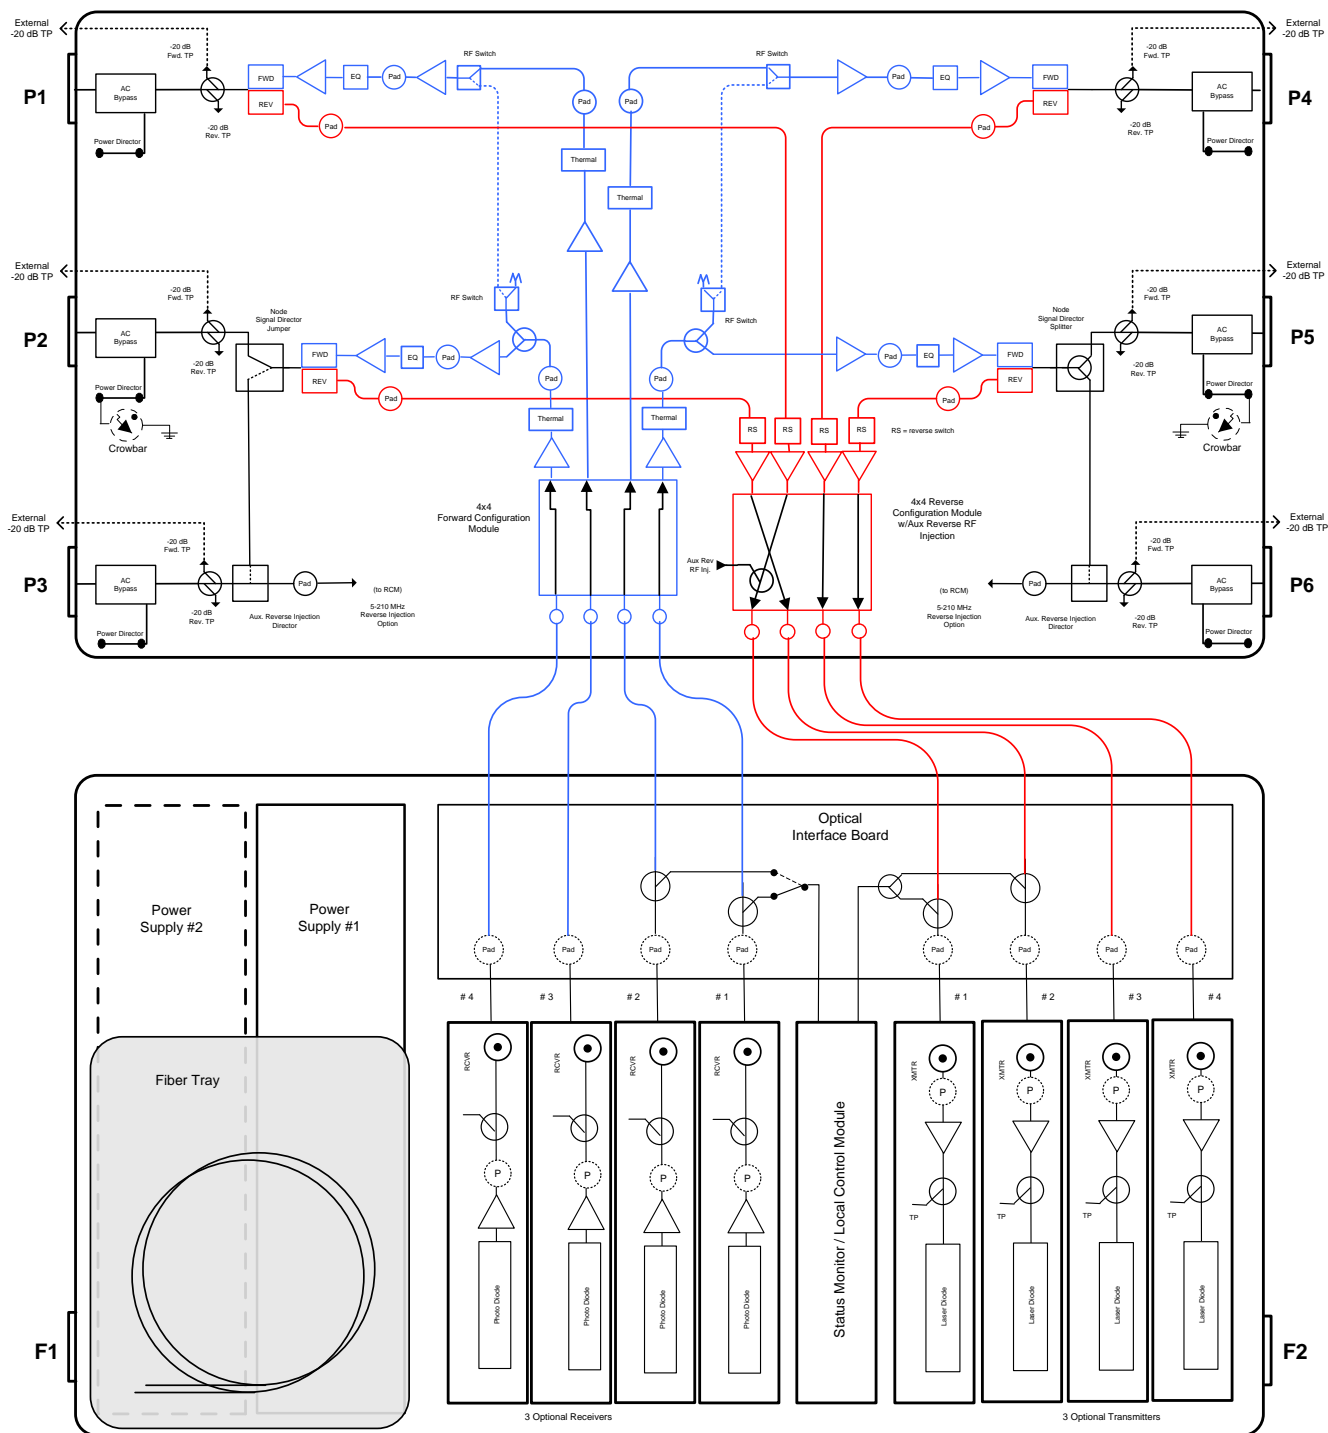 External
-20 dB TP
-20 dB
Fwd. TP
P1
AC
Bypass
Power Director
-20 dB
Rev. TP
FWD
REV
EQ
Pad
Pad
RF Switch
Pad
Thermal
Pad
Thermal
RF Switch
Pad
EQ
FWD
REV
Pad
-20 dB
Fwd. TP
-20 dB
Rev. TP
AC
Bypass
Power Director
External
-20 dB TP
P4
External
-20 dB TP
-20 dB
Fwd. TP
P2
AC
Bypass
Power Director
Crowbar
-20 dB
Rev. TP
Node
Signal Director
Jumper
FWD
REV
EQ
Pad
Pad
RF Switch
Pad
Thermal
RF Switch
Pad
Thermal
Pad
EQ
FWD
REV
Pad
RS
RS
RS
RS
RS = reverse switch
Node
Signal Director
Splitter
-20 dB
Fwd. TP
-20 dB
Rev. TP
AC
Bypass
Power Director
Crowbar
External
-20 dB TP
P5
External
-20 dB TP
-20 dB
Fwd. TP
P3
AC
Bypass
Power Director
-20 dB
Rev. TP
Aux. Reverse Injection
Director
Pad
(to RCM)
5-210 MHz
Reverse Injection
Option
4x4
Forward Configuration
Module
Aux Rev
RF Inj.
4x4 Reverse
Configuration Module
w/Aux Reverse RF
Injection
(to RCM)
5-210 MHz
Reverse Injection
Option
Pad
Aux. Reverse Injection
Director
-20 dB
Fwd. TP
-20 dB
Rev. TP
AC
Bypass
Power Director
External
-20 dB TP
P6
Power
Supply #2
Power
Supply #1
Fiber Tray
Optical
Interface Board
Pad
Pad
Pad
Pad
Pad
Pad
Pad
Pad
# 4
# 3
# 2
# 1
# 1
# 2
# 3
# 4
RCVR
P
Photo Diode
RCVR
P
Photo Diode
RCVR
P
Photo Diode
RCVR
P
Photo Diode
Status Monitor / Local Control Module
XMTR
P
TP
Laser Diode
XMTR
P
TP
Laser Diode
XMTR
P
TP
Laser Diode
XMTR
P
TP
Laser Diode
F1
F2
3 Optional Receivers
3 Optional Transmitters